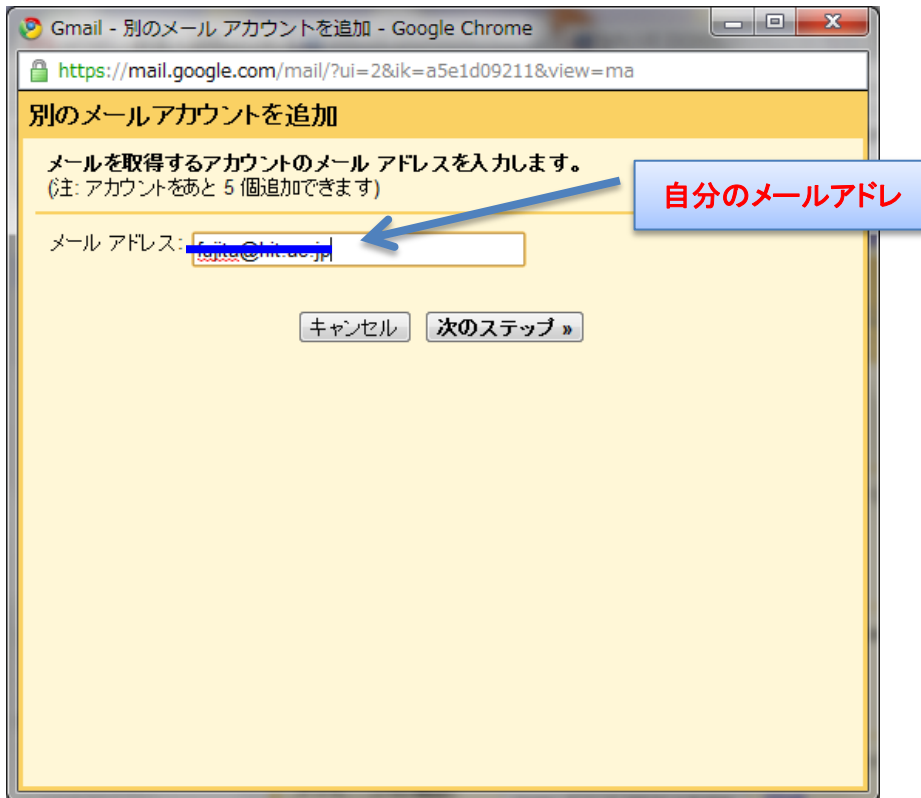 Gmail - 別のメール アカウントを追加 - Google Chrome
https://mail.google.com/mail/?ui=2&ik=a5e1d09211&view=ma
別のメールアカウントを追加
メールを取得するアカウントのメール アドレスを入力します。
(注: アカウントをあと 5 個追加できます)
自分のメールアドレ
メール アドレス:
キャンセル 次のステップ »